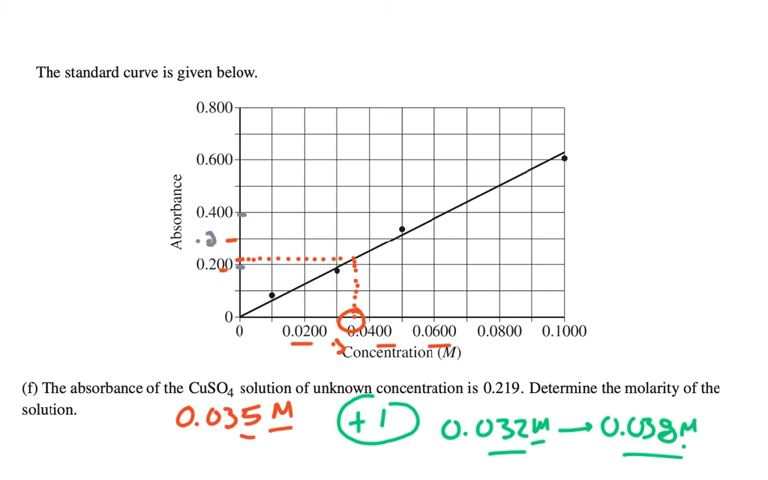 The standard curve is given below.
0.800
0.600
0.400
.3
0.200
0
Absorbance
0 0.0200 0.0400 0.0600 0.0800 0.1000
Concentration (M)
(f) The absorbance of the CuSO₄ solution of unknown concentration is 0.219. Determine the molarity of the
solution.
0.035 M +1 0.032M → 0.038M